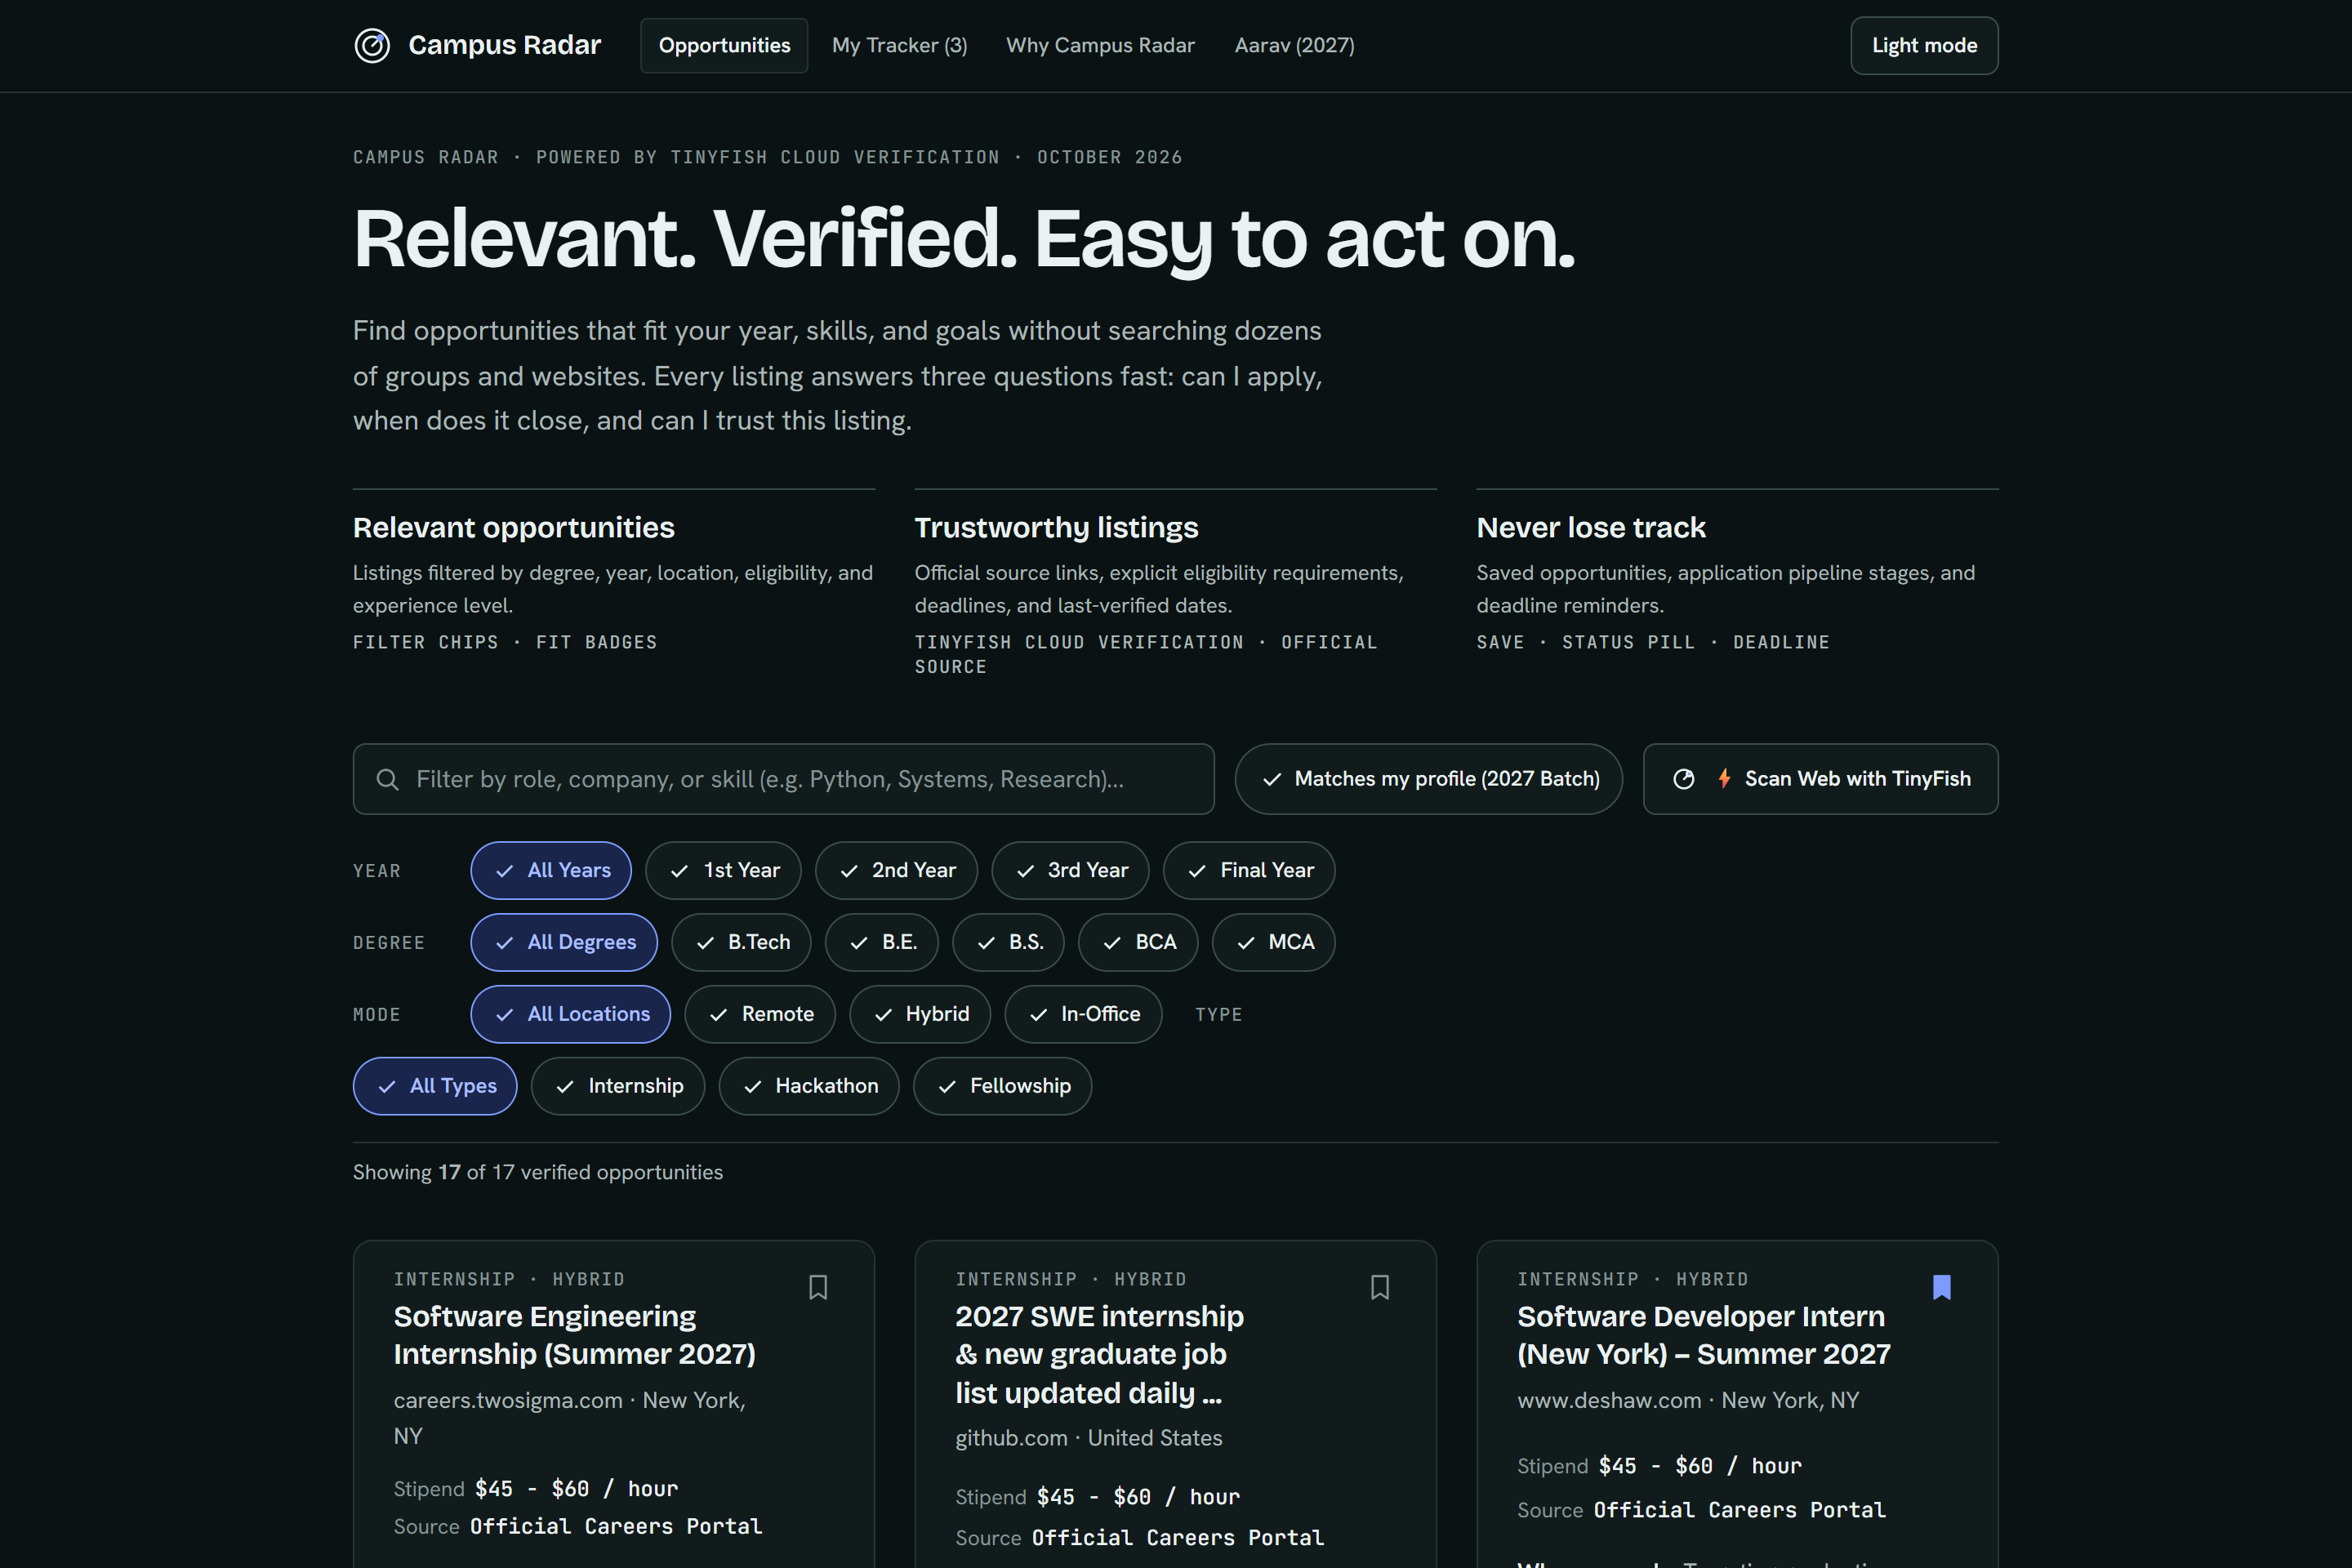 Campus Radar
Opportunities
My Tracker (3)
Why Campus Radar
Aarav (2027)
Light mode
CAMPUS RADAR · POWERED BY TINYFISH CLOUD VERIFICATION · OCTOBER 2026
Relevant. Verified. Easy to act on.
Find opportunities that fit your year, skills, and goals without searching dozens
of groups and websites. Every listing answers three questions fast: can I apply,
when does it close, and can I trust this listing.
Relevant opportunities
Listings filtered by degree, year, location, eligibility, and
experience level.
FILTER CHIPS · FIT BADGES
Trustworthy listings
Official source links, explicit eligibility requirements,
deadlines, and last-verified dates.
TINYFISH CLOUD VERIFICATION · OFFICIAL
SOURCE
Never lose track
Saved opportunities, application pipeline stages, and
deadline reminders.
SAVE · STATUS PILL · DEADLINE
Filter by role, company, or skill (e.g. Python, Systems, Research)...
Matches my profile (2027 Batch)
Scan Web with TinyFish
YEAR All Years 1st Year 2nd Year 3rd Year Final Year
DEGREE All Degrees B.Tech B.E. B.S. BCA MCA
MODE All Locations Remote Hybrid In-Office TYPE
All Types Internship Hackathon Fellowship
Showing 17 of 17 verified opportunities
INTERNSHIP · HYBRID
Software Engineering
Internship (Summer 2027)
careers.twosigma.com · New York,
NY
Stipend $45 - $60 / hour
Source Official Careers Portal
INTERNSHIP · HYBRID
2027 SWE internship
& new graduate job
list updated daily ...
github.com · United States
Stipend $45 - $60 / hour
Source Official Careers Portal
INTERNSHIP · HYBRID
Software Developer Intern
(New York) – Summer 2027
www.deshaw.com · New York, NY
Stipend $45 - $60 / hour
Source Official Careers Portal